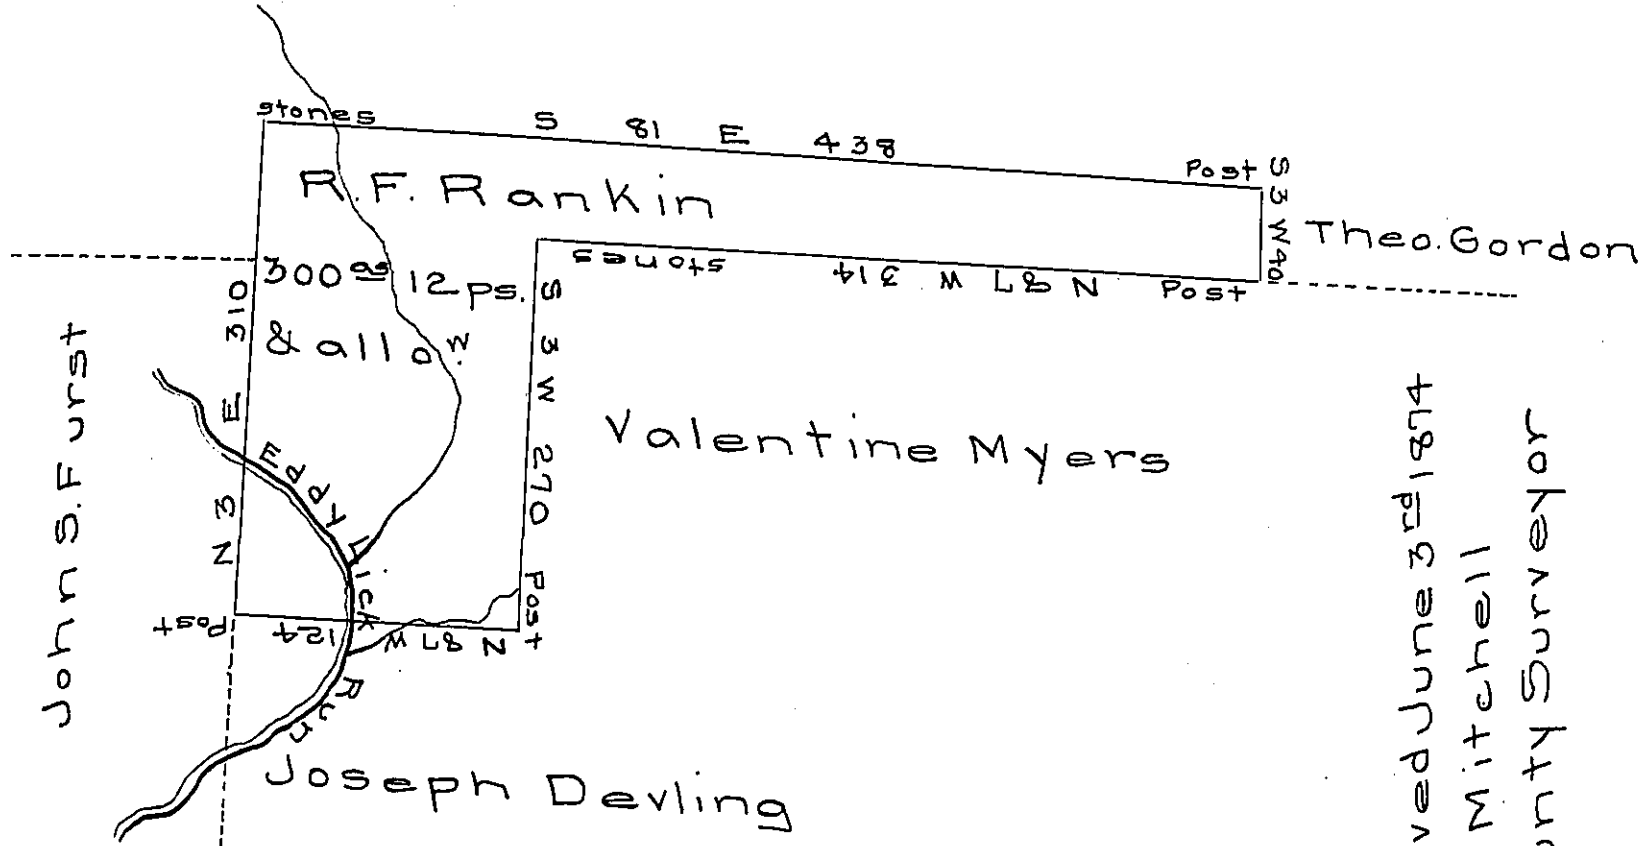 stones S 81 E 438 Post
S 3 W 40
R.F. Rankin
Theo. Gordon
300 as 12 ps.
& allow.
stones
N 87 W 314
Post
N 3 E 310
S 3 W 270 Post
John S. Furst
Valentine Myers
Eddy Lick Run
Post
N 87 W 124
Joseph Devling
ved June 3rd 1874
Mitchell
nty Surveyor